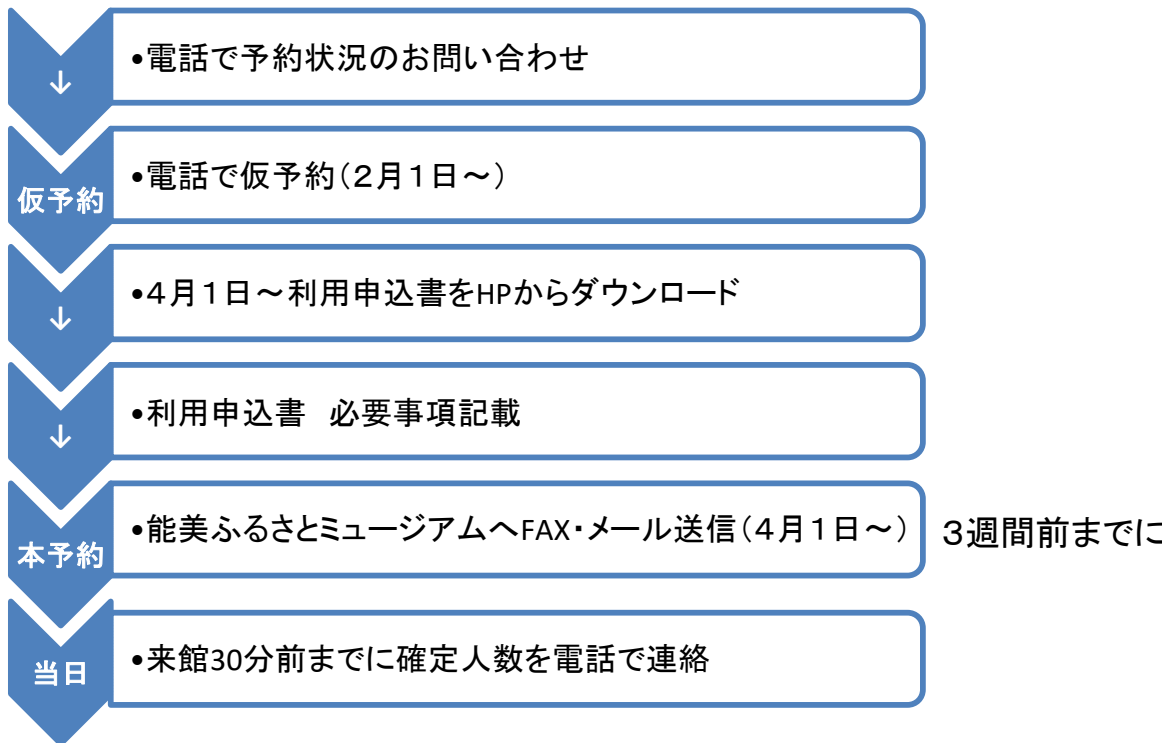 ↓
•電話で予約状況のお問い合わせ
仮予約
•電話で仮予約(２月１日～)
↓
•４月１日～利用申込書をHPからダウンロード
↓
•利用申込書　必要事項記載
本予約
•能美ふるさとミュージアムへFAX・メール送信(４月１日～)
３週間前までに
当日
•来館30分前までに確定人数を電話で連絡